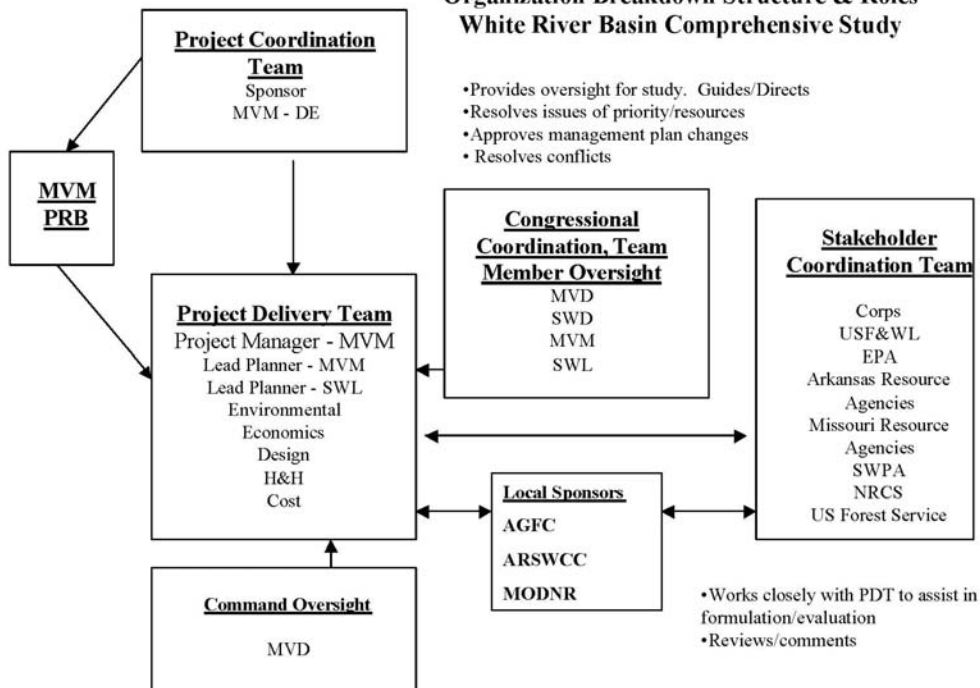 Organization Breakdown Structure & Roles
White River Basin Comprehensive Study
Project Coordination
Team
Sponsor
MVM - DE
•Provides oversight for study. Guides/Directs
•Resolves issues of priority/resources
•Approves management plan changes
• Resolves conflicts
MVM
PRB
Congressional
Coordination, Team
Member Oversight
MVD
SWD
MVM
SWL
Stakeholder
Coordination Team
Corps
USF&WL
EPA
Arkansas Resource
Agencies
Missouri Resource
Agencies
SWPA
NRCS
US Forest Service
Project Delivery Team
Project Manager - MVM
Lead Planner - MVM
Lead Planner - SWL
Environmental
Economics
Design
H&H
Cost
Local Sponsors
AGFC
ARSWCC
MODNR
Command Oversight
MVD
•Works closely with PDT to assist in
formulation/evaluation
•Reviews/comments